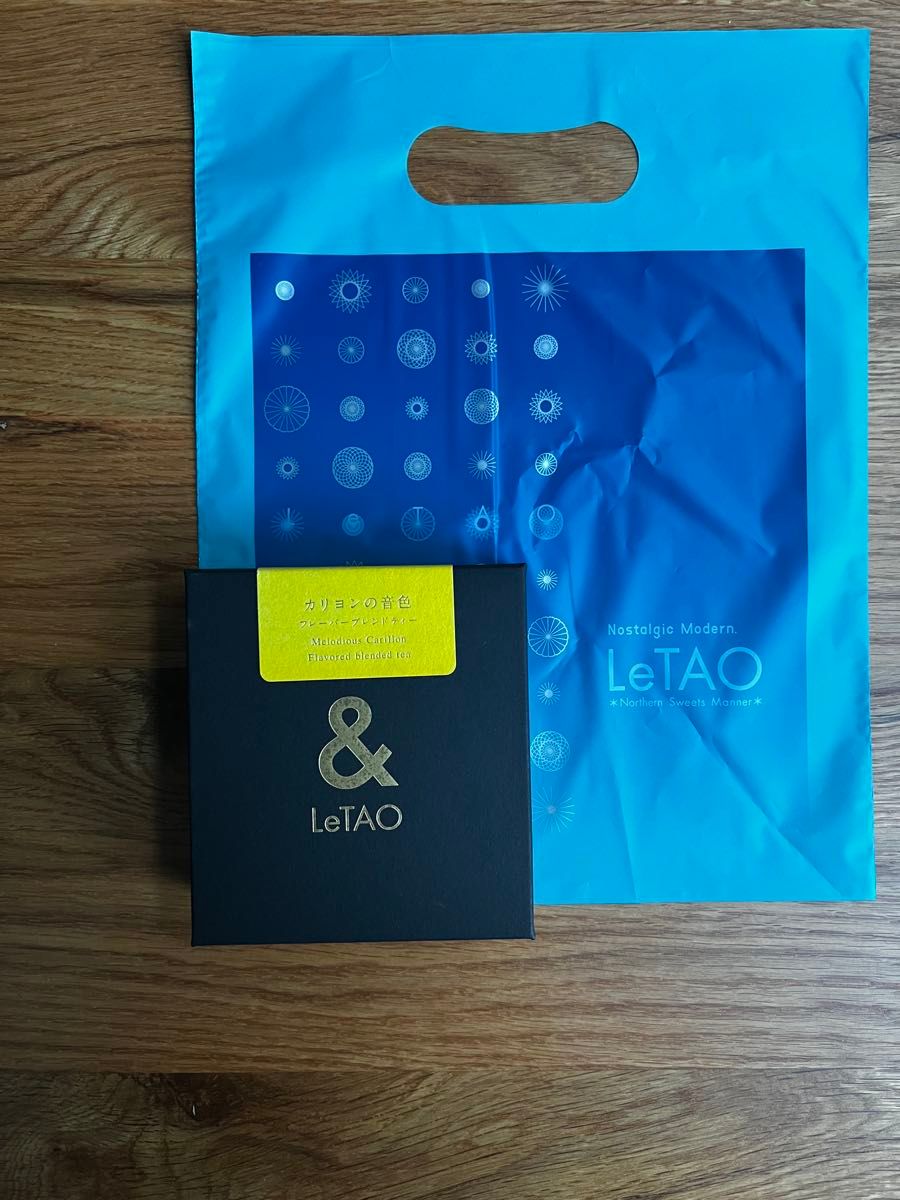 Nostalgic Modern.
LeTAO
*Northern Sweets Manner*
カリヨンの音色
フレーバーブレンドティー
Melodious Carillon
Flavored blended tea
&
LeTAO